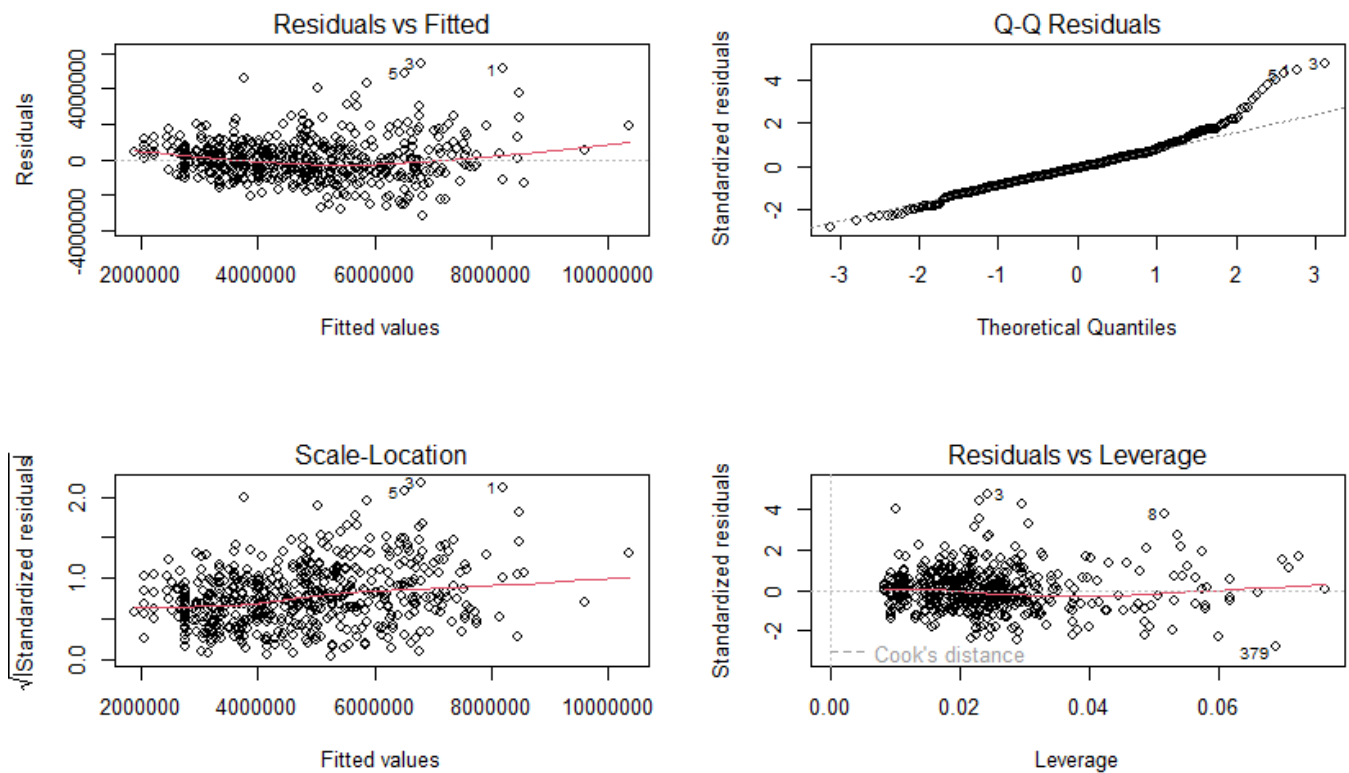 Residuals vs Fitted
Residuals
4000000
0
-4000000
3
5
1
2000000 4000000 6000000 8000000 10000000
Fitted values
Q-Q Residuals
Standardized residuals
4
2
0
-2
5 1 3
-3 -2 -1 0 1 2 3
Theoretical Quantiles
Scale-Location
√|Standardized residuals|
2.0
1.0
0.0
3
5
1
2000000 4000000 6000000 8000000 10000000
Fitted values
Residuals vs Leverage
Standardized residuals
4
2
0
-2
3
8
379
Cook's distance
0.00 0.02 0.04 0.06
Leverage